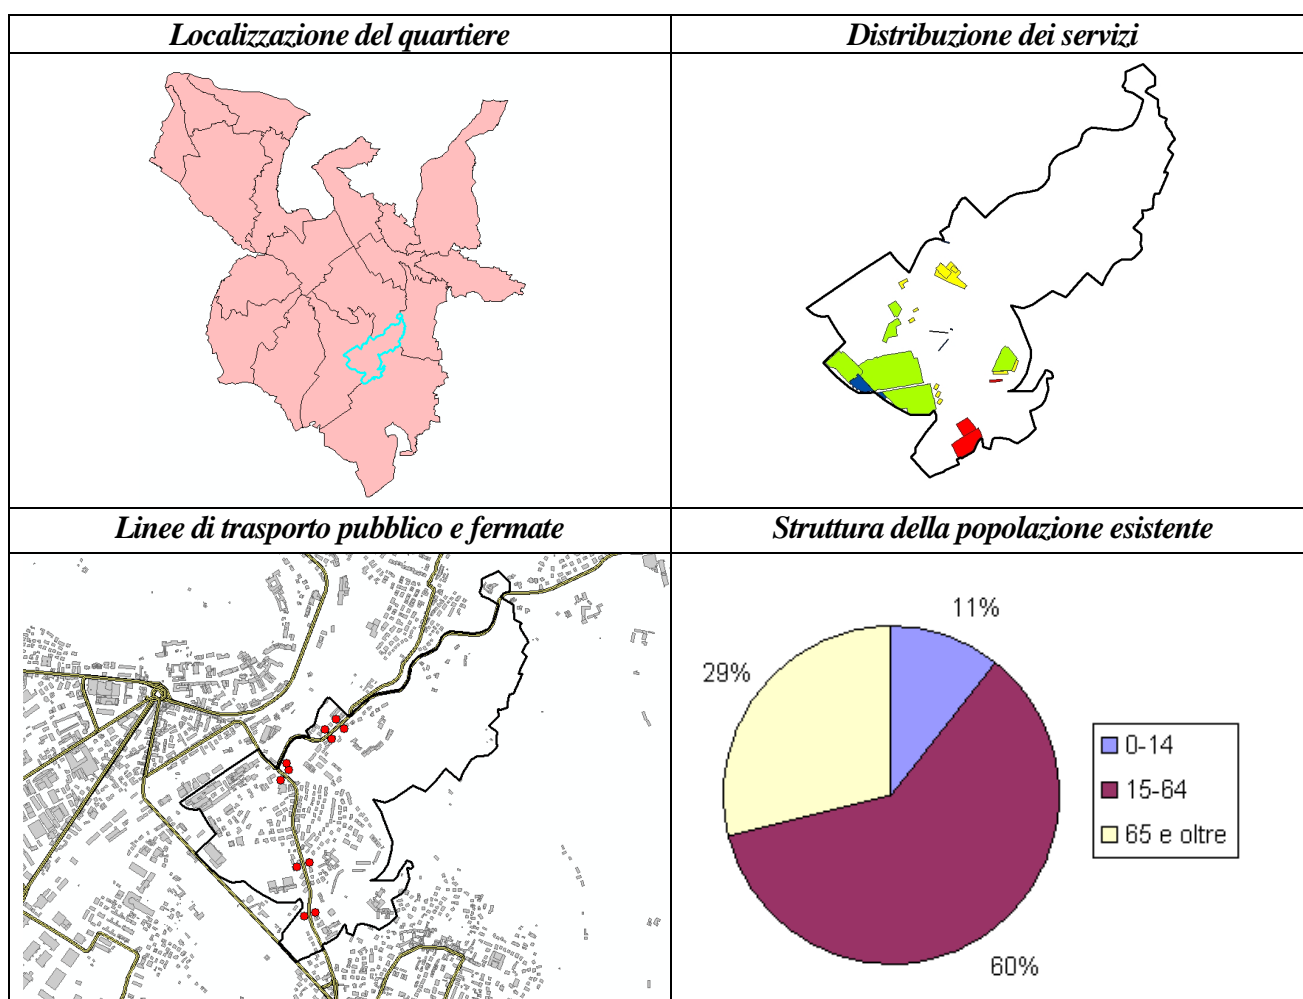 Localizzazione del quartiere
Distribuzione dei servizi
Linee di trasporto pubblico e fermate
Struttura della popolazione esistente
11%
29%
60%
0-14
15-64
65 e oltre